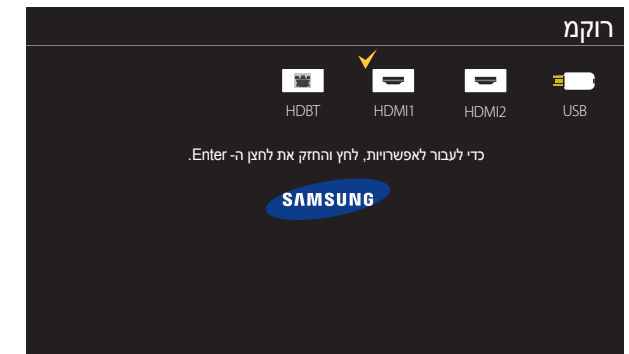 רוקמ
HDBT HDMI1 HDMI2 USB
כדי לעבור לאפשרויות, לחץ והחזק את לחצן ה- Enter.
SAMSUNG